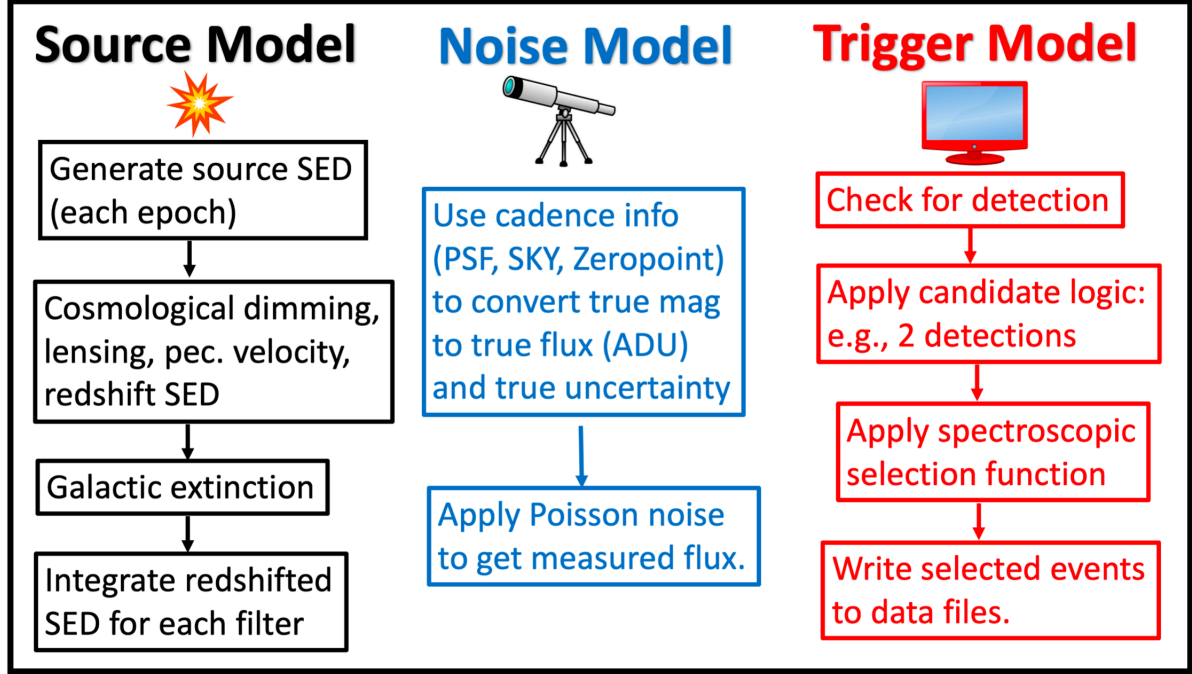 Source Model
Generate source SED
(each epoch)
Cosmological dimming,
lensing, pec. velocity,
redshift SED
Galactic extinction
Integrate redshifted
SED for each filter
Noise Model
Use cadence info
(PSF, SKY, Zeropoint)
to convert true mag
to true flux (ADU)
and true uncertainty
Apply Poisson noise
to get measured flux.
Trigger Model
Check for detection
Apply candidate logic:
e.g., 2 detections
Apply spectroscopic
selection function
Write selected events
to data files.